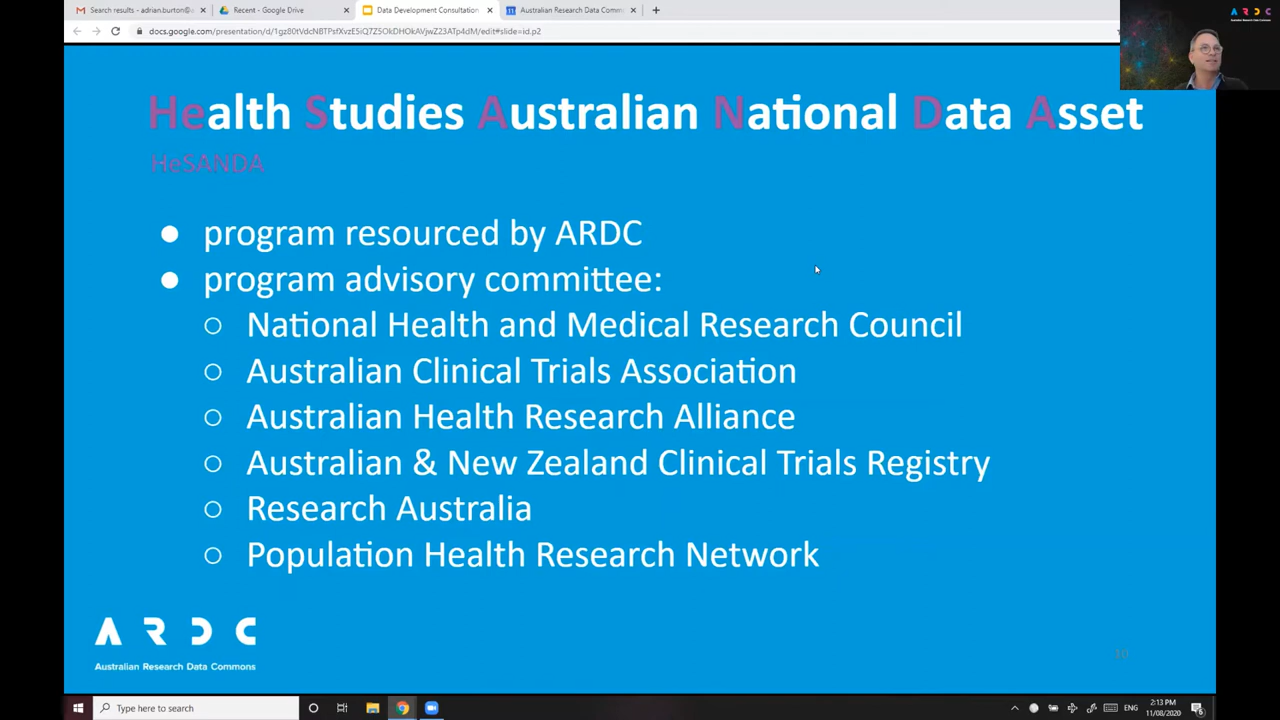 Search results - adrian.burton@a
Recent - Google Drive
Data Development Consultation
Australian Research Data Commo
docs.google.com/presentation/d/1gz80tVdcNBTPsfXvzE5iQ7Z5OkDHOkAVjwZ23ATp4dM/edit#slide=id.p2
A R D C
Health Studies Australian National Data Asset
HeSANDA
● program resourced by ARDC
● program advisory committee:
○ National Health and Medical Research Council
○ Australian Clinical Trials Association
○ Australian Health Research Alliance
○ Australian & New Zealand Clinical Trials Registry
○ Research Australia
○ Population Health Research Network
A R D C
Australian Research Data Commons
10
Type here to search
ENG
2:13 PM
11/08/2020